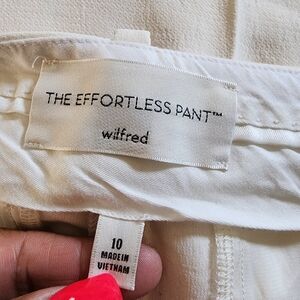 THE EFFORTLESS PANT™
wilfred
10
MADE IN
VIETNAM